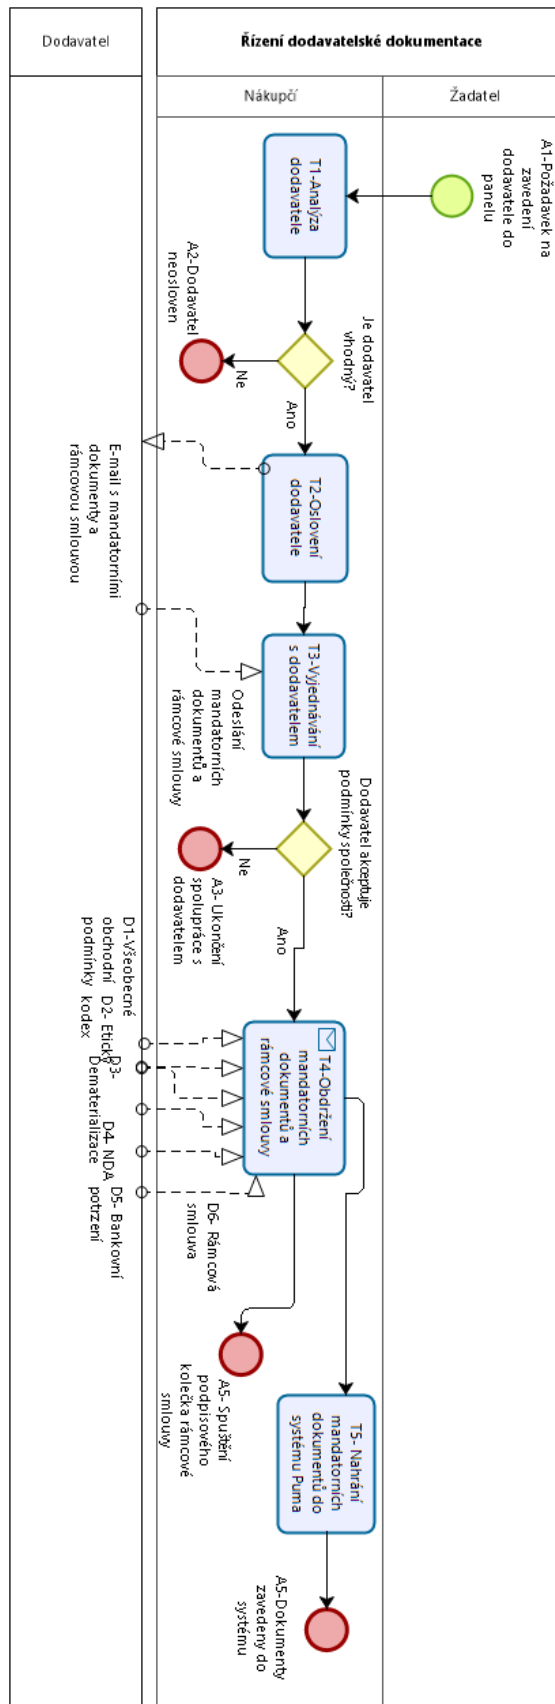 Dodavatel
Řízení dodavatelské dokumentace
Nákupčí
Žadatel
A1-Požadavek na
zavedení
dodavatele do
panelu
T1-Analýza
dodavatele
Je dodavatel
vhodný?
Ne
A2-Dodavatel
neosloven
Ano
T2-Oslovení
dodavatele
E-mail s mandatorními
dokumenty a
rámcovou smlouvou
T3-Vyjednávání
s dodavatelem
Odeslání
mandatorních
dokumentů a
rámcové smlouvy
Dodavatel akceptuje
podmínky společnosti?
Ne
A3- Ukončení
spolupráce s
dodavatelem
Ano
T4-Obdržení
mandatorních
dokumentů a
rámcové smlouvy
D1-Všeobecné
obchodní
podmínky
D2- Etický
kodex
D3-
Dematerializace
D4- NDA
D5- Bankovní
potrzení
D6- Rámcová
smlouva
A5- Spuštění
podpisového
kolečka rámcové
smlouvy
T5- Nahrání
mandatorních
dokumentů do
systému Puma
A5-Dokumenty
zavedeny do
systému